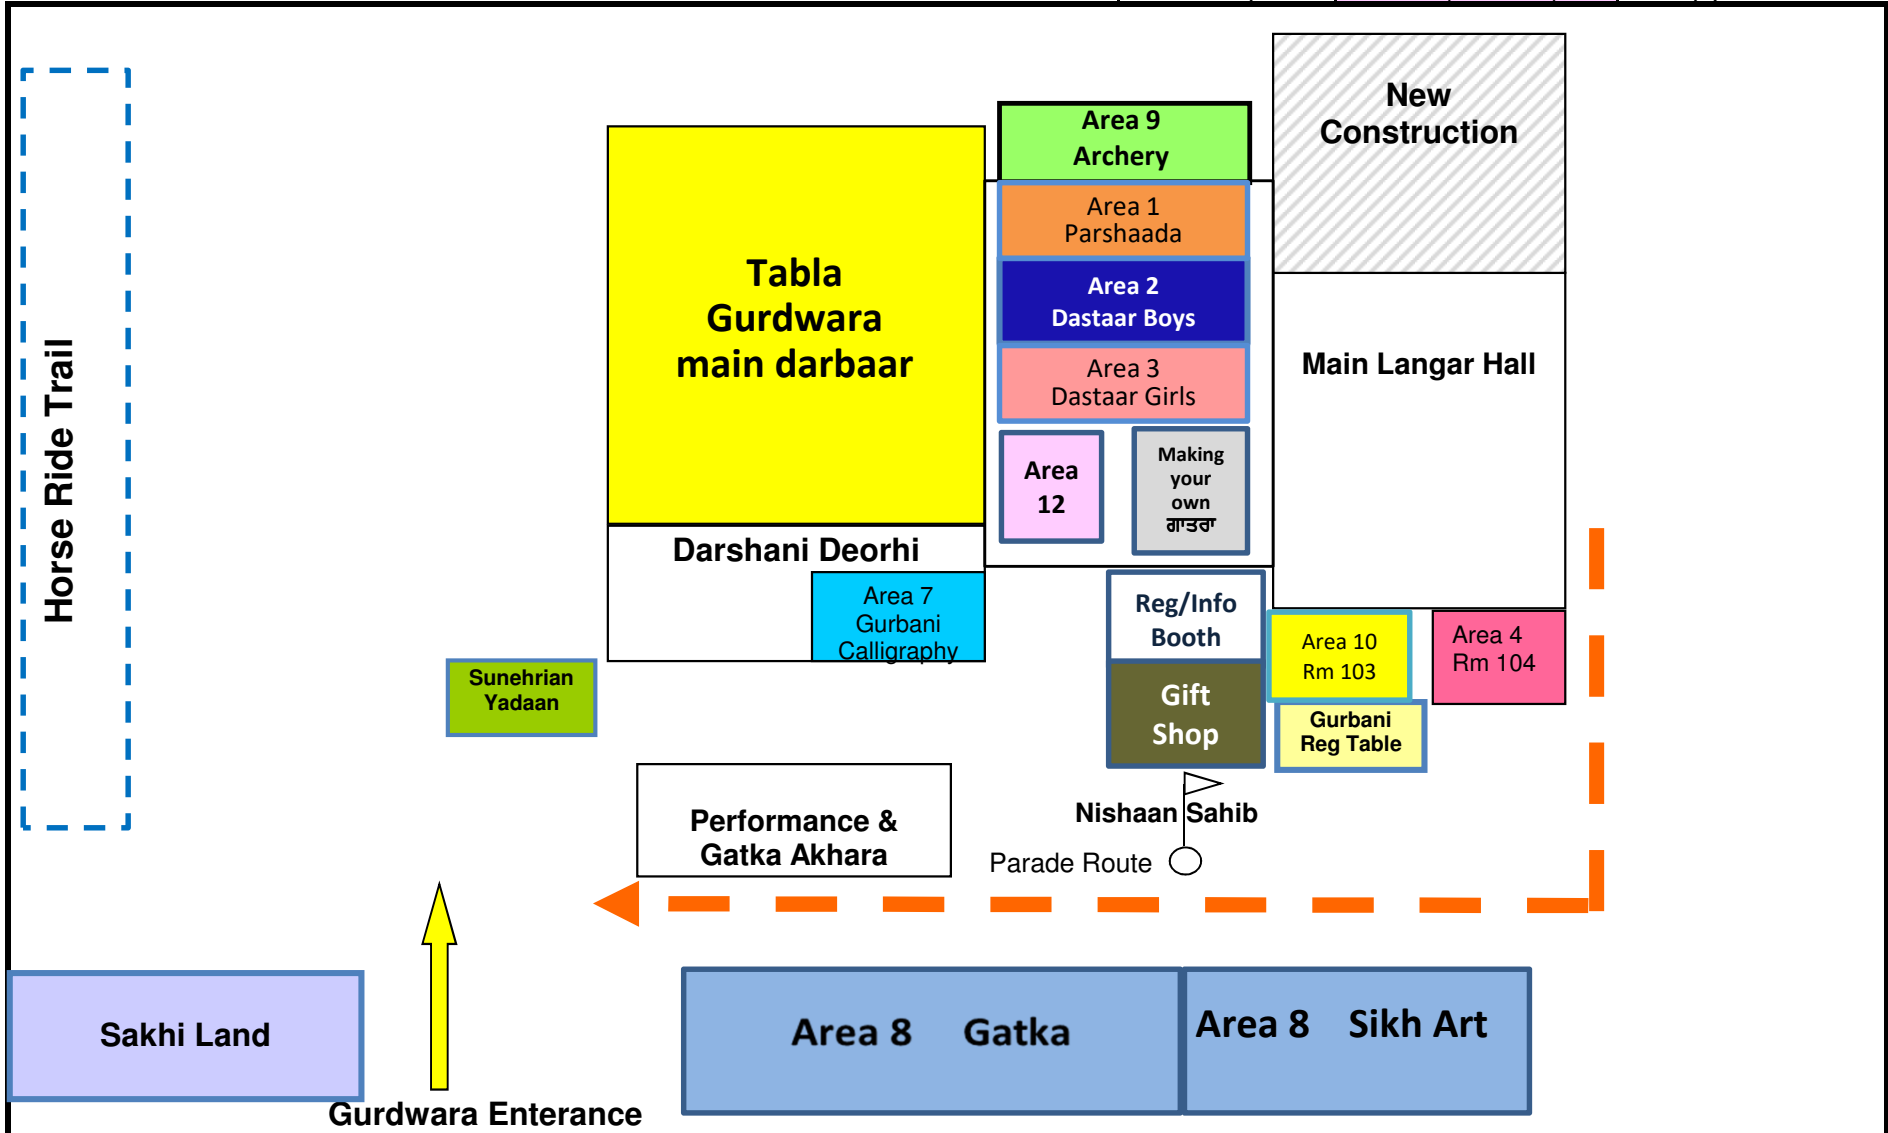 New
Construction
Area 9
Archery
Area 1
Parshaada
Tabla
Gurdwara
main darbaar
Area 2
Dastaar Boys
Area 3
Dastaar Girls
Main Langar Hall
Horse Ride Trail
Area
12
Making
your
own
ਗਾਤਰਾ
Darshani Deorhi
Area 7
Gurbani
Calligraphy
Reg/Info
Booth
Area 10
Rm 103
Area 4
Rm 104
Sunehrian
Yadaan
Gift
Shop
Gurbani
Reg Table
Performance &
Gatka Akhara
Nishaan Sahib
Parade Route
Sakhi Land
Area 8 Gatka
Area 8 Sikh Art
Gurdwara Enterance